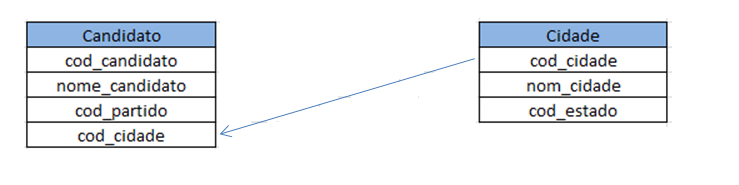 Candidato
cod_candidato
nome_candidato
cod_partido
cod_cidade
Cidade
cod_cidade
nom_cidade
cod_estado